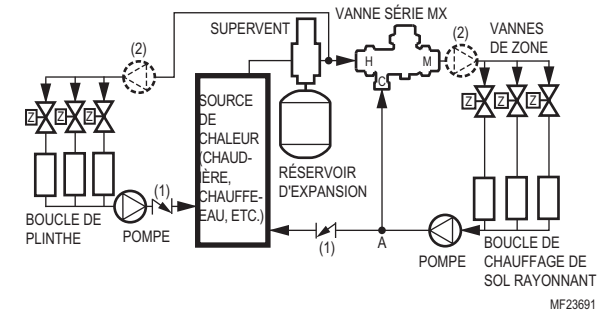 SUPERVENT
VANNE SÉRIE MX
VANNES
DE ZONE
(2)
(2)
H
M
C
Z
Z
Z
Z
Z
Z
SOURCE
DE
CHALEUR
(CHAUD-
IÈRE,
CHAUFFE-
EAU, ETC.)
RÉSERVOIR
D'EXPANSION
(1)
(1)
A
BOUCLE DE
PLINTHE
POMPE
POMPE
BOUCLE DE
CHAUFFAGE DE
SOL RAYONNANT
MF23691